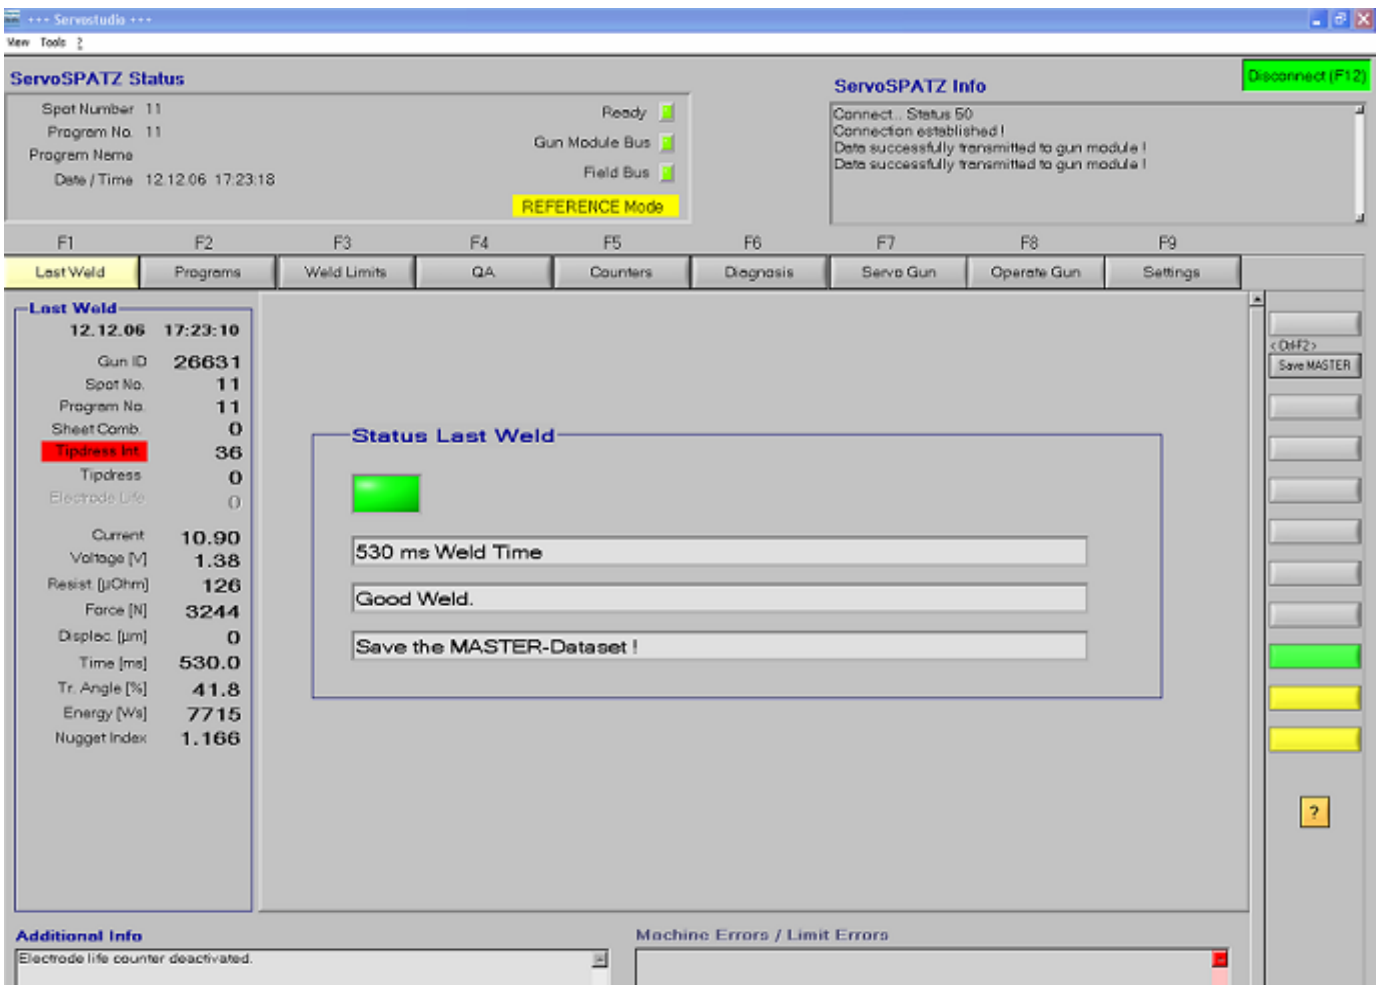 +++ Servostudio +++
View Tools ?
ServoSPATZ Status
Spot Number 11
Program No. 11
Program Name
Date / Time 12.12.06 17:23:18
Ready
Gun Module Bus
Field Bus
REFERENCE Mode
ServoSPATZ Info
Disconnect (F12)
Connect... Status 50
Connection established !
Data successfully transmitted to gun module !
Data successfully transmitted to gun module !
F1 F2 F3 F4 F5 F6 F7 F8 F9
Last Weld Programs Weld Limits QA Counters Diagnosis Servo Gun Operate Gun Settings
Last Weld
12.12.06 17:23:10
Gun ID 26631
Spot No. 11
Program No. 11
Sheet Comb. 0
Tipdress Int. 36
Tipdress 0
Electrode Life 0
Current 10.90
Voltage [V] 1.38
Resist. [µOhm] 126
Force [N] 3244
Displac. [µm] 0
Time [ms] 530.0
Tr. Angle [%] 41.8
Energy [Ws] 7715
Nugget Index 1.166
Status Last Weld
530 ms Weld Time
Good Weld.
Save the MASTER-Dataset !
< Ctrl-F2 >
Save MASTER
?
Additional Info
Electrode life counter deactivated.
Machine Errors / Limit Errors